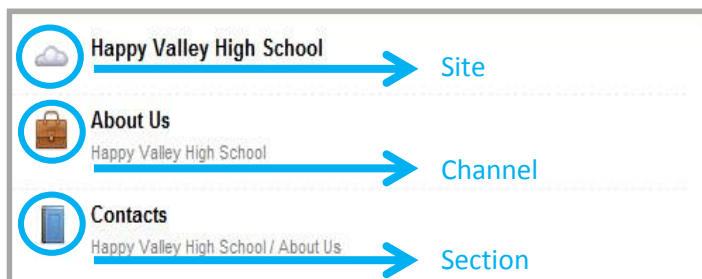 Happy Valley High School
Site
About Us
Happy Valley High School
Channel
Contacts
Happy Valley High School / About Us
Section